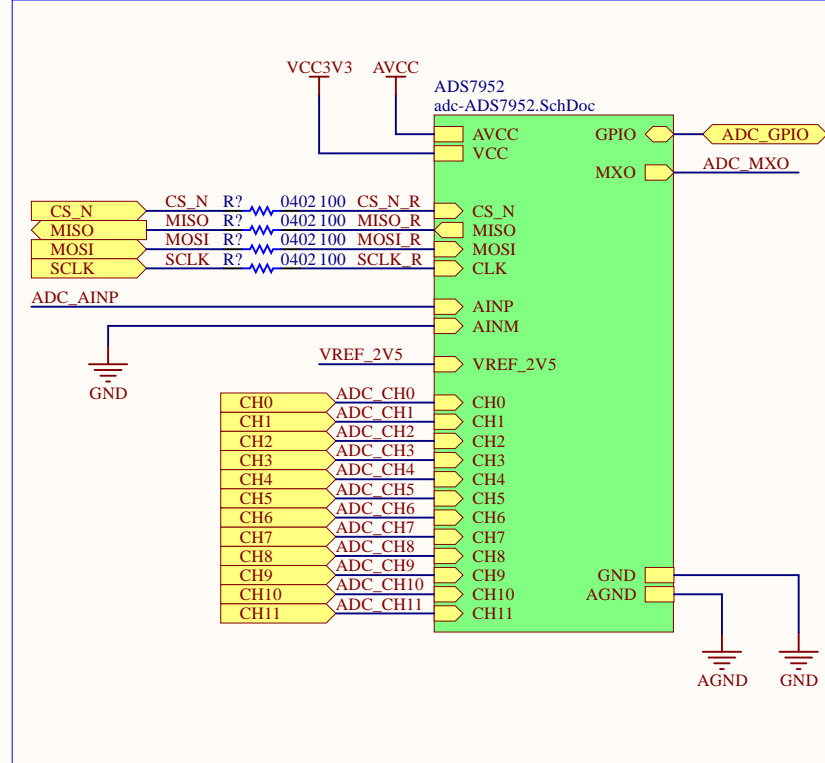 VCC3V3 AVCC
ADS7952
adc-ADS7952.SchDoc
AVCC GPIO ADC_GPIO
VCC
MXO ADC_MXO
CS_N CS_N R? 0402 100 CS_N_R CS_N
MISO MISO R? 0402 100 MISO_R MISO
MOSI MOSI R? 0402 100 MOSI_R MOSI
SCLK SCLK R? 0402 100 SCLK_R CLK
ADC_AINP AINP
AINM
GND
VREF_2V5 VREF_2V5
CH0 ADC_CH0 CH0
CH1 ADC_CH1 CH1
CH2 ADC_CH2 CH2
CH3 ADC_CH3 CH3
CH4 ADC_CH4 CH4
CH5 ADC_CH5 CH5
CH6 ADC_CH6 CH6
CH7 ADC_CH7 CH7
CH8 ADC_CH8 CH8
CH9 ADC_CH9 CH9 GND
CH10 ADC_CH10 CH10 AGND
CH11 ADC_CH11 CH11
AGND GND